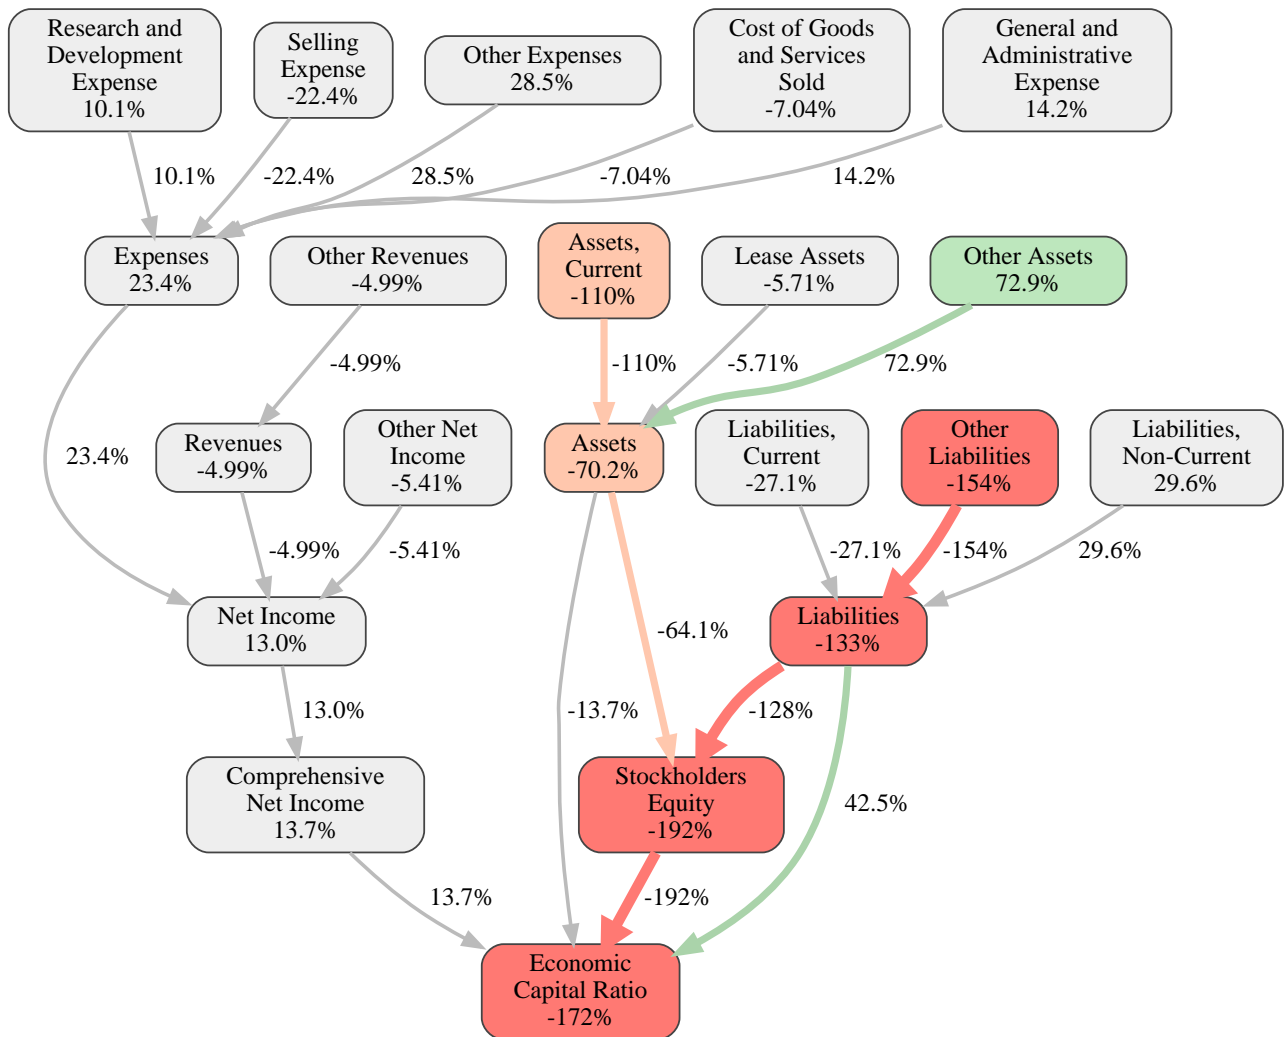 Research and
Development
Expense
10.1%
Selling
Expense
-22.4%
Other Expenses
28.5%
Cost of Goods
and Services
Sold
-7.04%
General and
Administrative
Expense
14.2%
10.1%
-22.4%
28.5%
-7.04%
14.2%
Expenses
23.4%
Other Revenues
-4.99%
Assets,
Current
-110%
Lease Assets
-5.71%
Other Assets
72.9%
-4.99%
-110%
-5.71%
72.9%
23.4%
Revenues
-4.99%
Other Net
Income
-5.41%
Assets
-70.2%
Liabilities,
Current
-27.1%
Other
Liabilities
-154%
Liabilities,
Non-Current
29.6%
-4.99%
-5.41%
-27.1%
-154%
29.6%
Net Income
13.0%
-64.1%
Liabilities
-133%
13.0%
-13.7%
-128%
Comprehensive
Net Income
13.7%
Stockholders
Equity
-192%
42.5%
13.7%
-192%
Economic
Capital Ratio
-172%